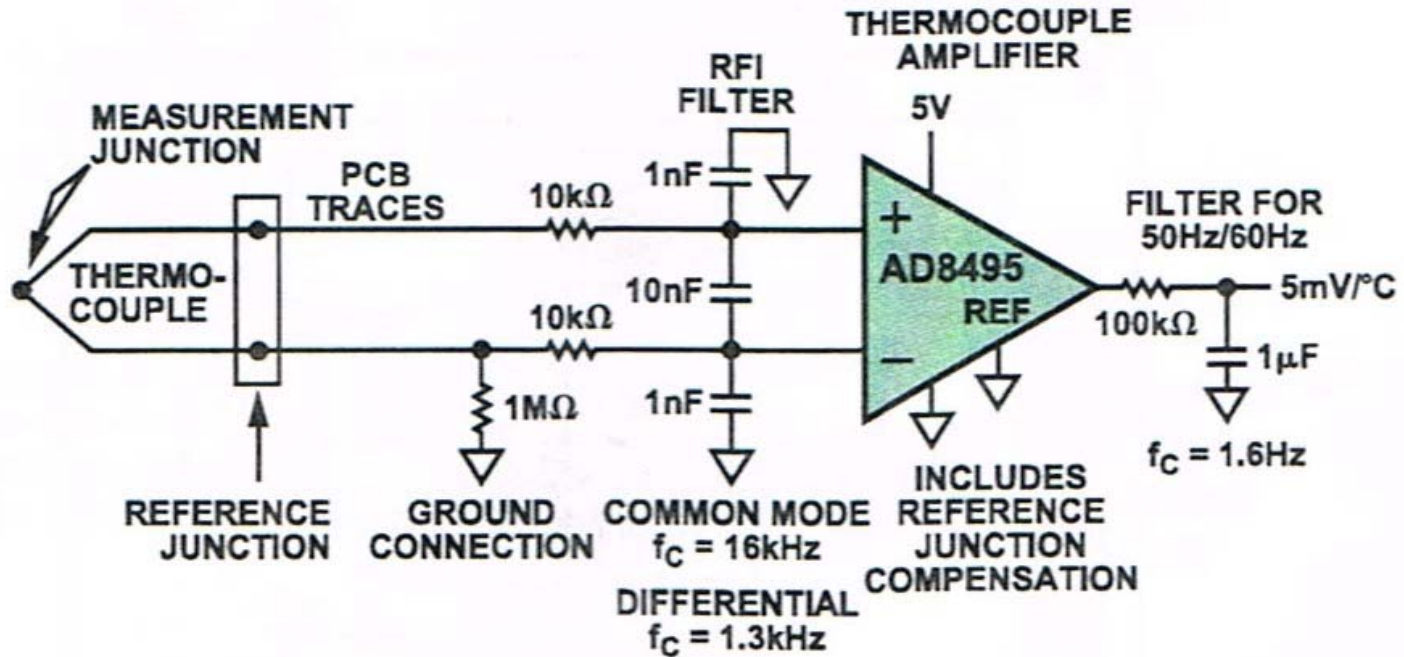 THERMOCOUPLE
AMPLIFIER
RFI
FILTER
5V
MEASUREMENT
JUNCTION
PCB
TRACES
10kΩ
1nF
FILTER FOR
50Hz/60Hz
THERMO-
COUPLE
10nF
+
AD8495
REF
−
5mV/°C
100kΩ
10kΩ
1MΩ
1nF
1μF
fC = 1.6Hz
REFERENCE
JUNCTION
GROUND
CONNECTION
COMMON MODE
fC = 16kHz
DIFFERENTIAL
fC = 1.3kHz
INCLUDES
REFERENCE
JUNCTION
COMPENSATION